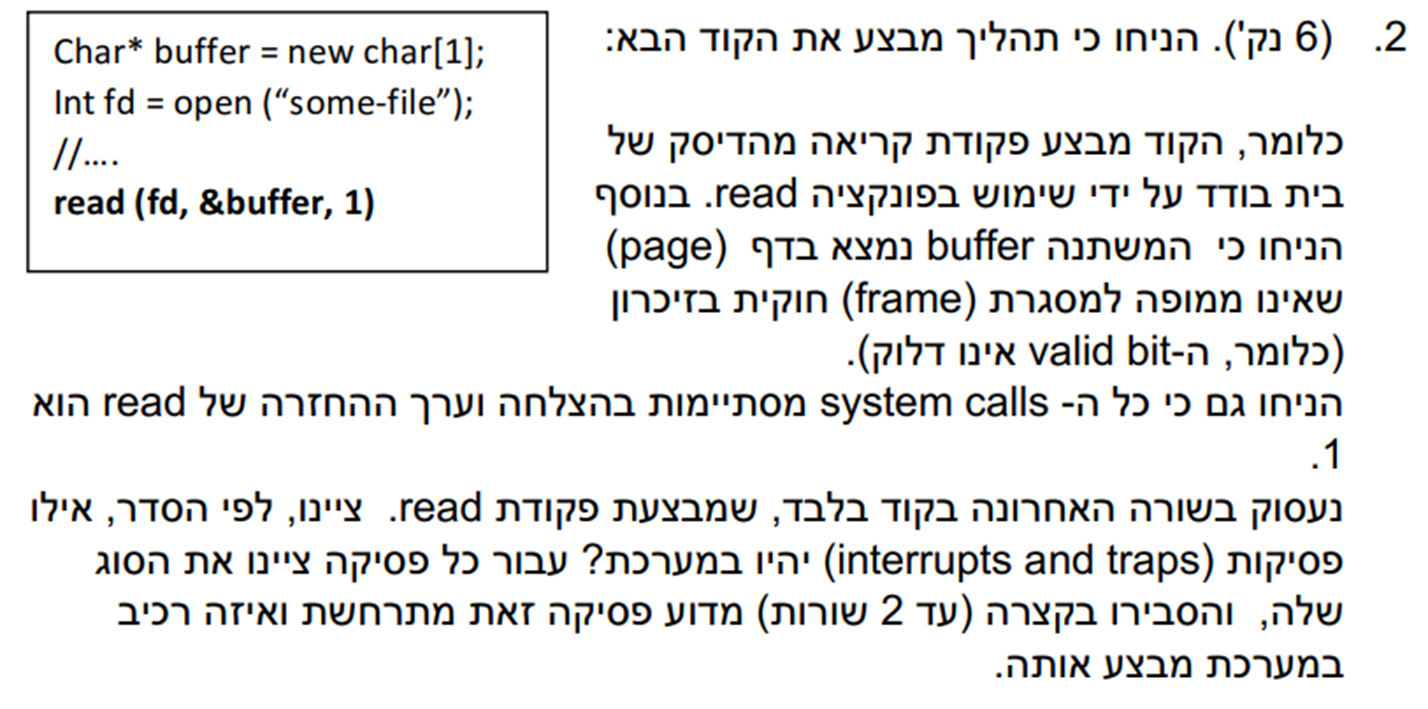 2. (6 נק'). הניחו כי תהליך מבצע את הקוד הבא:
Char* buffer = new char[1];
Int fd = open (“some-file”);
//....
read (fd, &buffer, 1)
כלומר, הקוד מבצע פקודת קריאה מהדיסק של
בית בודד על ידי שימוש בפונקציה read. בנוסף
הניחו כי המשתנה buffer נמצא בדף (page)
שאינו ממופה למסגרת (frame) חוקית בזיכרון
(כלומר, ה-valid bit אינו דלוק).
הניחו גם כי כל ה- system calls מסתיימות בהצלחה וערך ההחזרה של read הוא
1.
נעסוק בשורה האחרונה בקוד בלבד, שמבצעת פקודת read. ציינו, לפי הסדר, אילו
פסיקות (interrupts and traps) יהיו במערכת? עבור כל פסיקה ציינו את הסוג
שלה, והסבירו בקצרה (עד 2 שורות) מדוע פסיקה זאת מתרחשת ואיזה רכיב
במערכת מבצע אותה.